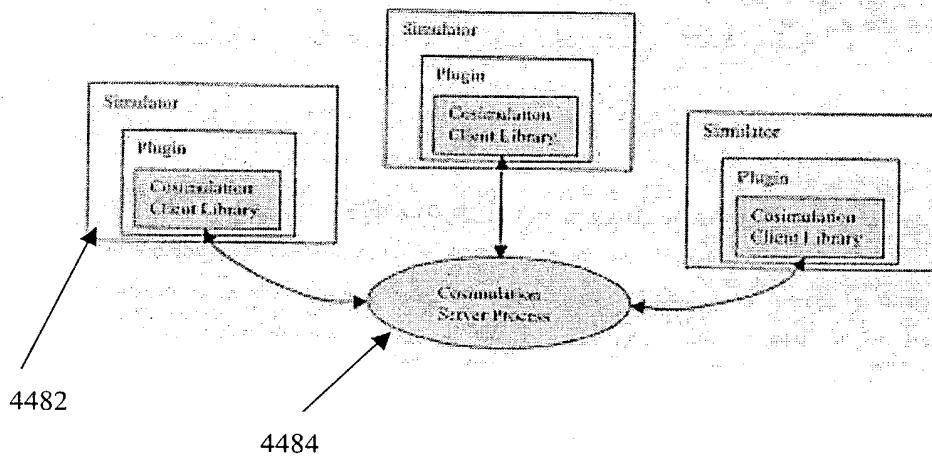 Simulator
Plugin
Cosimulation
Client Library
Simulator
Plugin
Cosimulation
Client Library
Simulator
Plugin
Cosimulation
Client Library
Cosimulation
Server Process
4482
4484